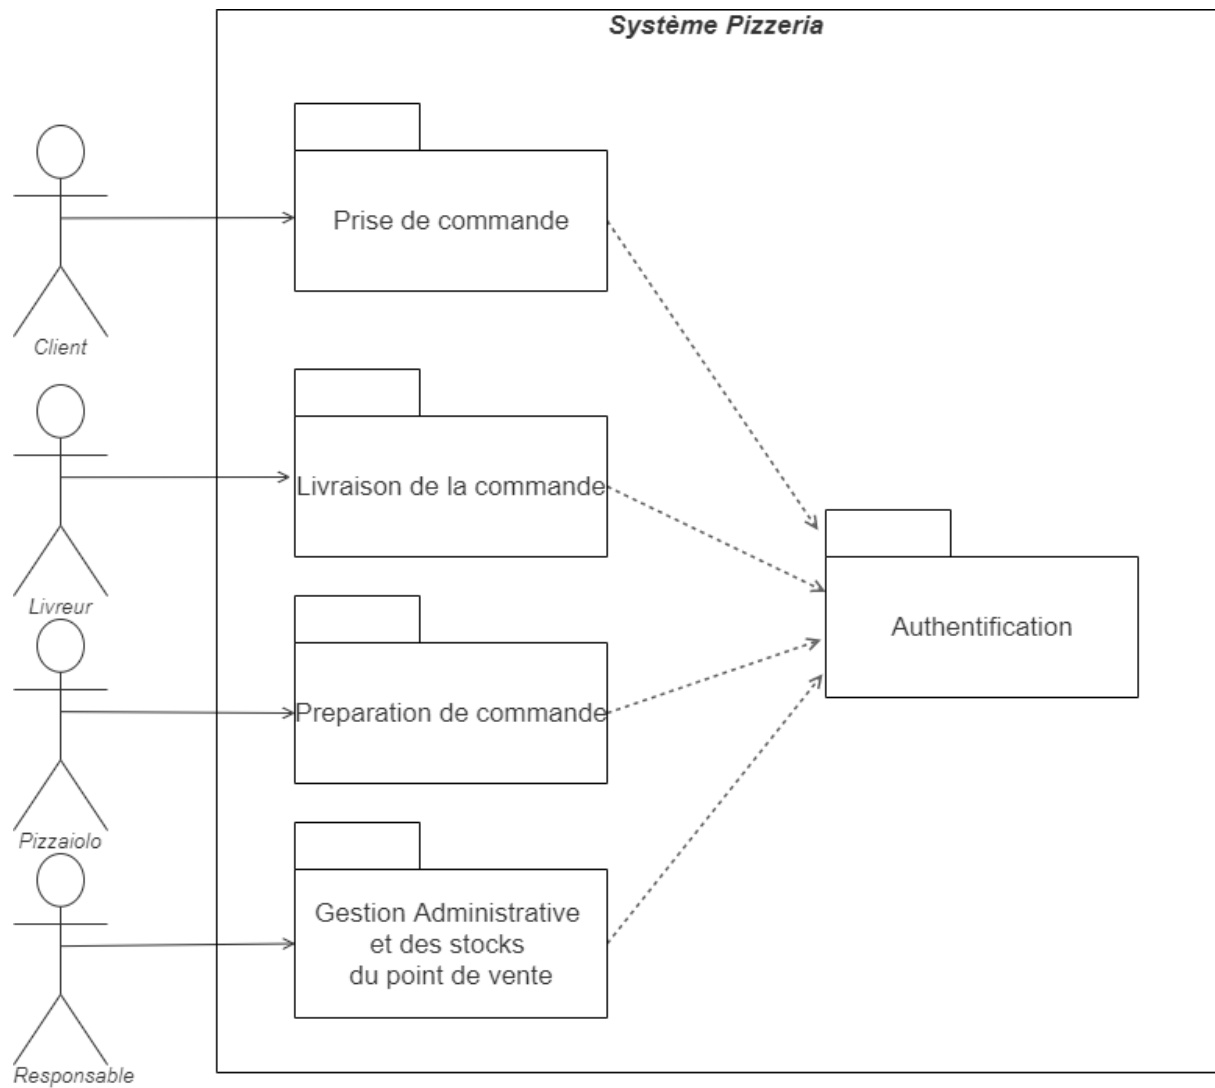 Système Pizzeria
Prise de commande
Client
Livraison de la commande
Authentification
Livreur
Preparation de commande
Pizzaiolo
Gestion Administrative
et des stocks
du point de vente
Responsable